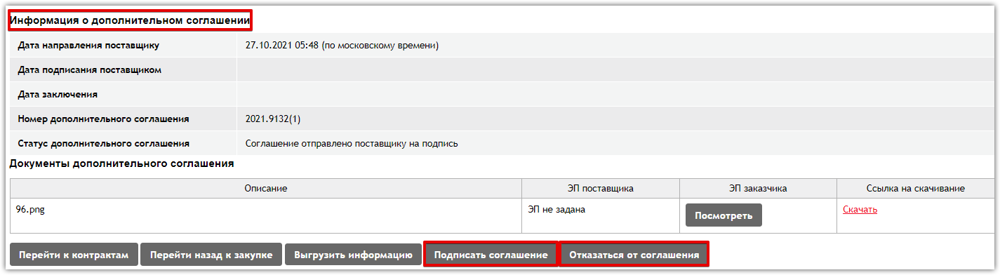 Информация о дополнительном соглашении
Дата направления поставщику 27.10.2021 05:48 (по московскому времени)
Дата подписания поставщиком
Дата заключения
Номер дополнительного соглашения 2021.9132(1)
Статус дополнительного соглашения Соглашение отправлено поставщику на подпись
Документы дополнительного соглашения
Описание ЭП поставщика ЭП заказчика Ссылка на скачивание
96.png ЭП не задана Посмотреть Скачать
Перейти к контрактам Перейти назад к закупке Выгрузить информацию Подписать соглашение Отказаться от соглашения